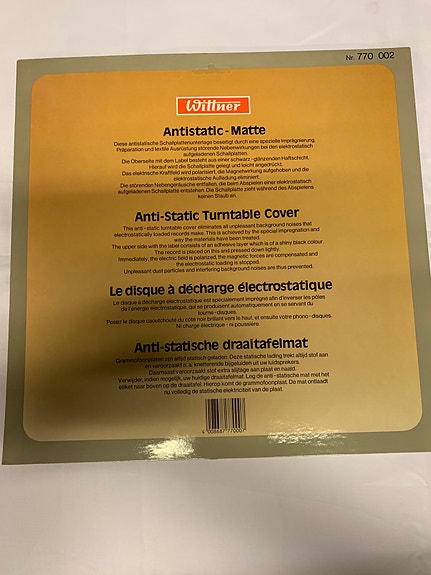 Nr. 770 002
Wittner
Antistatic-Matte
Diese antistatische Schallplattenunterlage beseitigt durch eine spezielle Imprägnierung,
Präparation und textile Ausrüstung störende Nebenwirkungen bei den elektrostatisch
aufgeladenen Schallplatten.
Die Oberseite mit dem Label besteht aus einer schwarz-glänzenden Haftschicht.
Hierauf wird die Schallplatte gelegt und leicht angedrückt.
Das elektrische Kraftfeld wird polarisiert, die Magnetwirkung aufgehoben und die
elektrostatische Aufladung eliminiert.
Die störenden Nebengeräusche entfallen, die beim Abspielen einer elektrostatisch
aufgeladenen Schallplatte entstehen. Die Schallplatte zieht während des Abspielens
keinen Staub an.
Anti-Static Turntable Cover
This anti-static turntable cover eliminates all unpleasant background noises that
electrostatically loaded records make. This is achieved by the special impregnation and
way the materials have been treated.
The upper side with the label consists of an adhesive layer which is of a shiny black colour.
The record is placed on this and pressed down lightly.
Immediately, the electric field is polarized, the magnetic forces are compensated and
the electrostatic loading is stopped.
Unpleasant dust particles and interfering background noises are thus prevented.
Le disque à décharge électrostatique
Le disque à décharge électrostatique est spécialement imprégné afin d'inverser les pôles
de l'énergie électrostatique, qui se produisent automatiquement en se servant du
tourne-disques.
Posez le disque caoutchouté du côté noir brillant vers le haut, et ensuite votre phono-disques.
Ni charge électrique - ni poussière.
Anti-statische draaitafelmat
Grammofoonplaten zijn altijd statisch geladen. Deze statische lading trekt altijd stof aan
en veroorzaakt o. a. knetterende bijgeluiden uit uw luidsprekers.
Daarnaast veroorzaakt stof extra slijtage aan plaat en naald.
Verwijder, indien mogelijk, uw huidige draaitafelmat. Leg de anti-statische mat met het
etiket naar boven op de draaitafel. Hierop komt de grammofoonplaat. De mat ontlaadt
nu volledig de statische elektriciteit van de plaat.
4 008687 770007